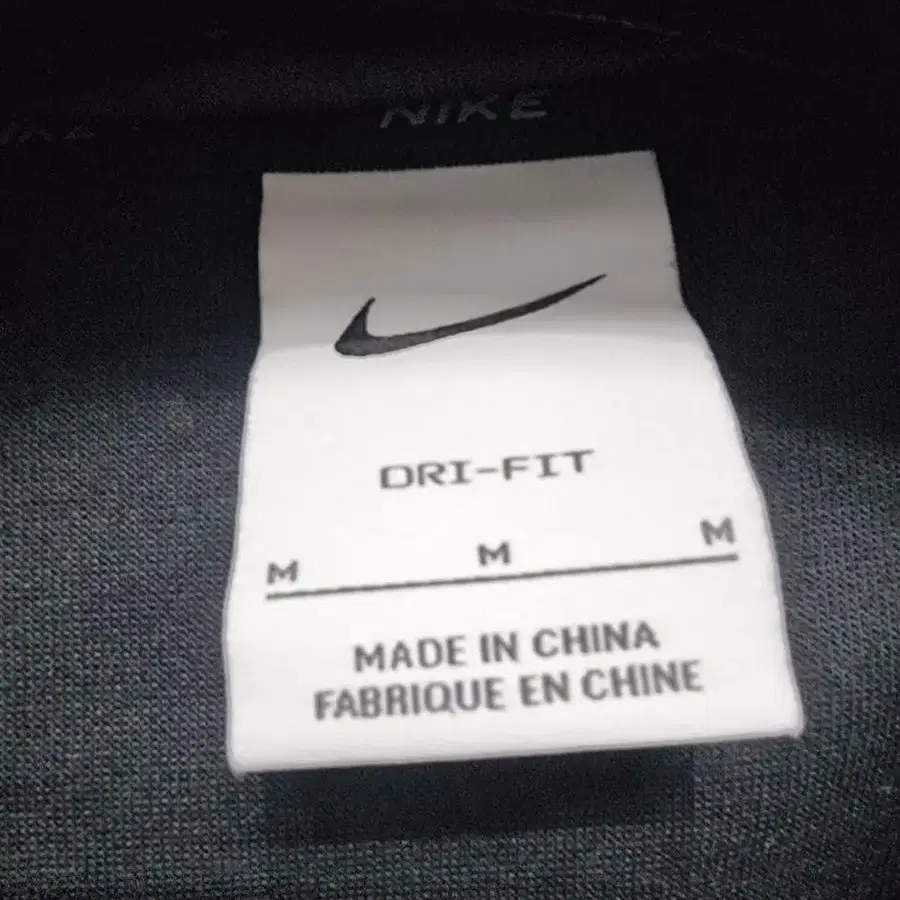 NIKE
DRI-FIT
M M M
MADE IN CHINA
FABRIQUE EN CHINE